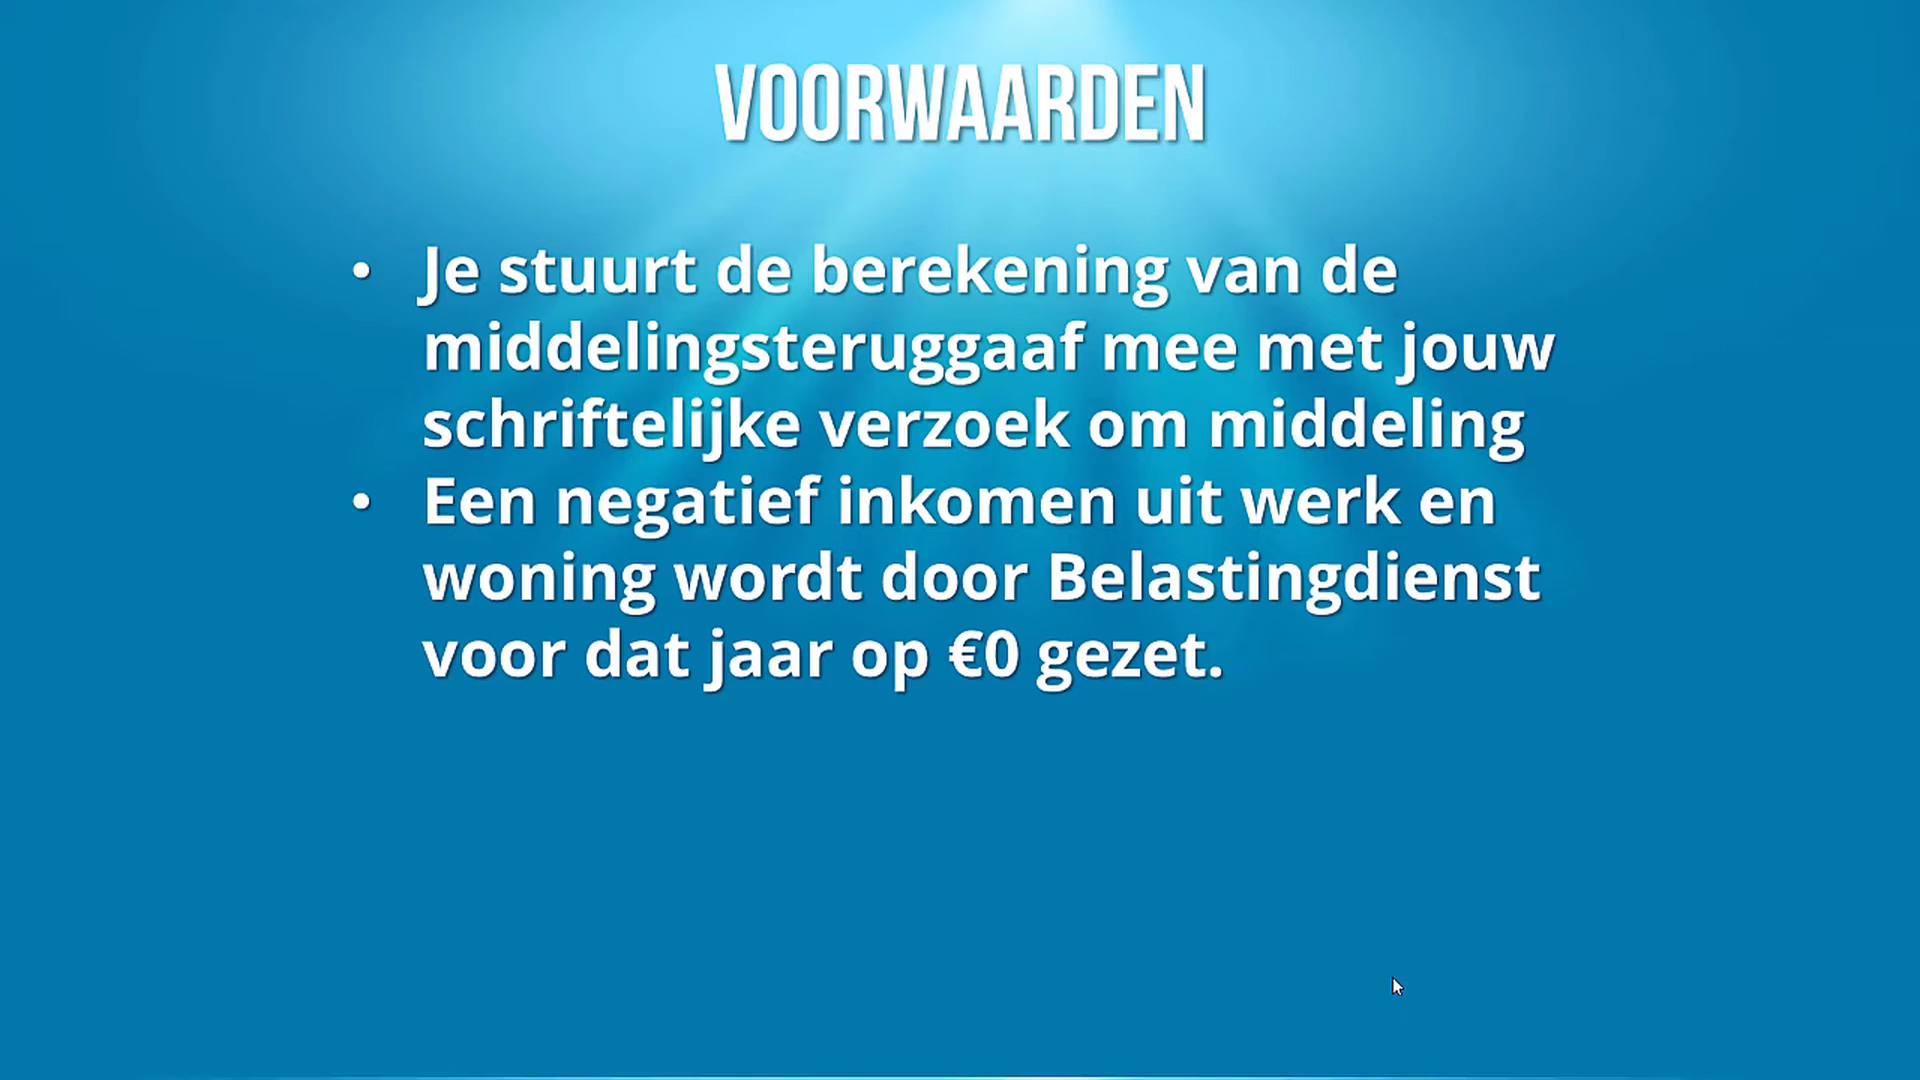 VOORWAARDEN
• Je stuurt de berekening van de
middelingsteruggaaf mee met jouw
schriftelijke verzoek om middeling
• Een negatief inkomen uit werk en
woning wordt door Belastingdienst
voor dat jaar op €0 gezet.